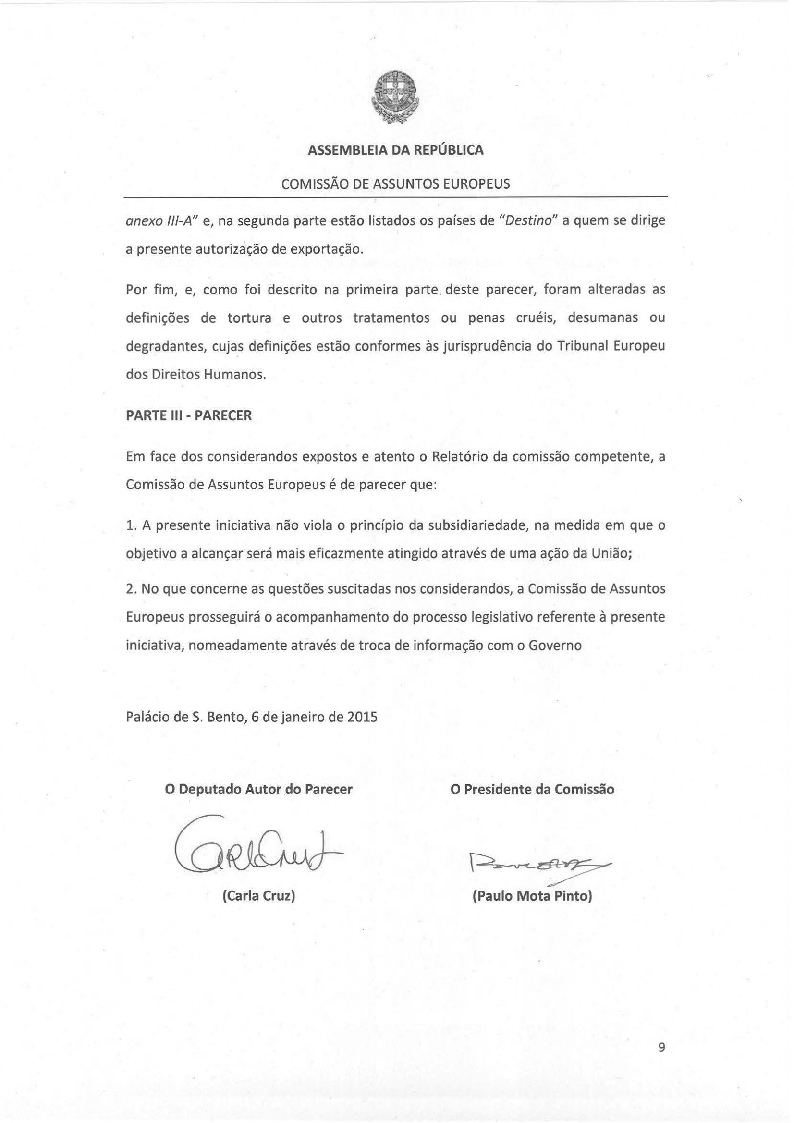 ASSEMBLEIA DA REPÚBLICA
COMISSÃO DE ASSUNTOS EUROPEUS
anexo III-A" e, na segunda parte estão listados os países de "Destino" a quem se dirige
a presente autorização de exportação.
Por fim, e, como foi descrito na primeira parte deste parecer, foram alteradas as
definições de tortura e outros tratamentos ou penas cruéis, desumanas ou
degradantes, cujas definições estão conformes às jurisprudência do Tribunal Europeu
dos Direitos Humanos.
PARTE III - PARECER
Em face dos considerandos expostos e atento o Relatório da comissão competente, a
Comissão de Assuntos Europeus é de parecer que:
1. A presente iniciativa não viola o princípio da subsidiariedade, na medida em que o
objetivo a alcançar será mais eficazmente atingido através de uma ação da União;
2. No que concerne as questões suscitadas nos considerandos, a Comissão de Assuntos
Europeus prosseguirá o acompanhamento do processo legislativo referente à presente
iniciativa, nomeadamente através de troca de informação com o Governo
Palácio de S. Bento, 6 de janeiro de 2015
O Deputado Autor do Parecer O Presidente da Comissão
(Carla Cruz) (Paulo Mota Pinto)
9